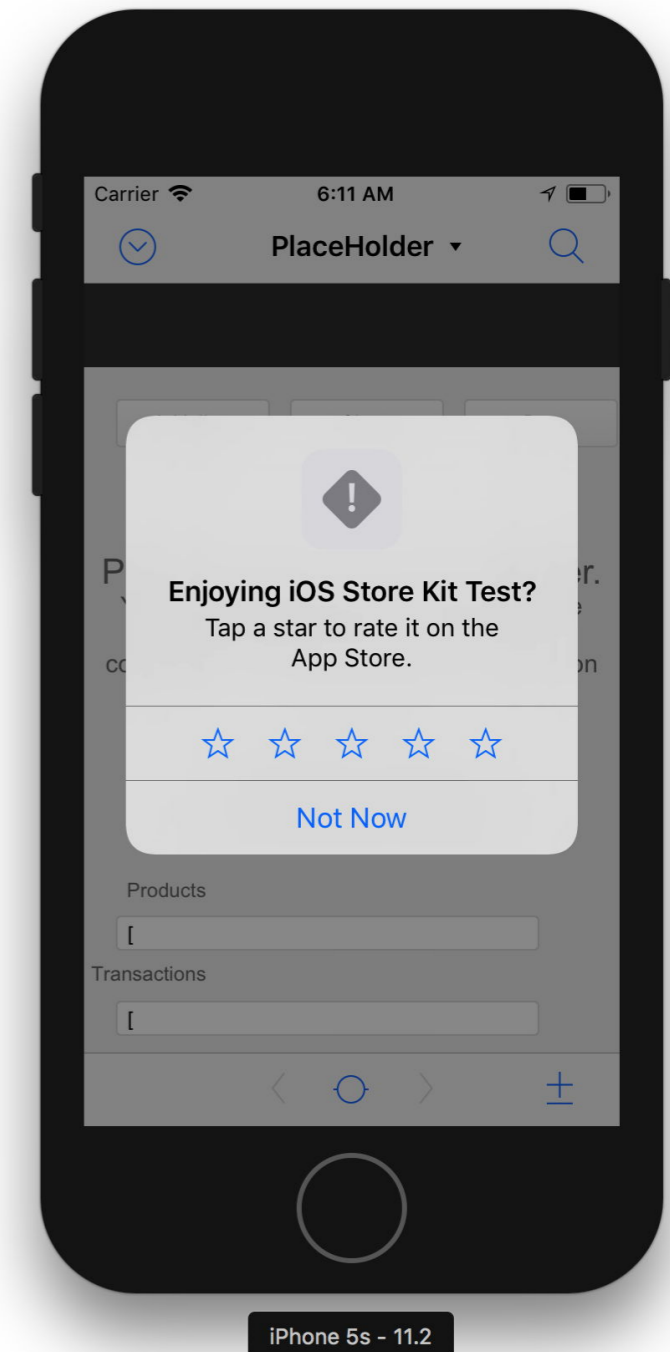 Carrier
6:11 AM
PlaceHolder
Enjoying iOS Store Kit Test?
Tap a star to rate it on the
App Store.
Not Now
Products
[
Transactions
[
iPhone 5s - 11.2